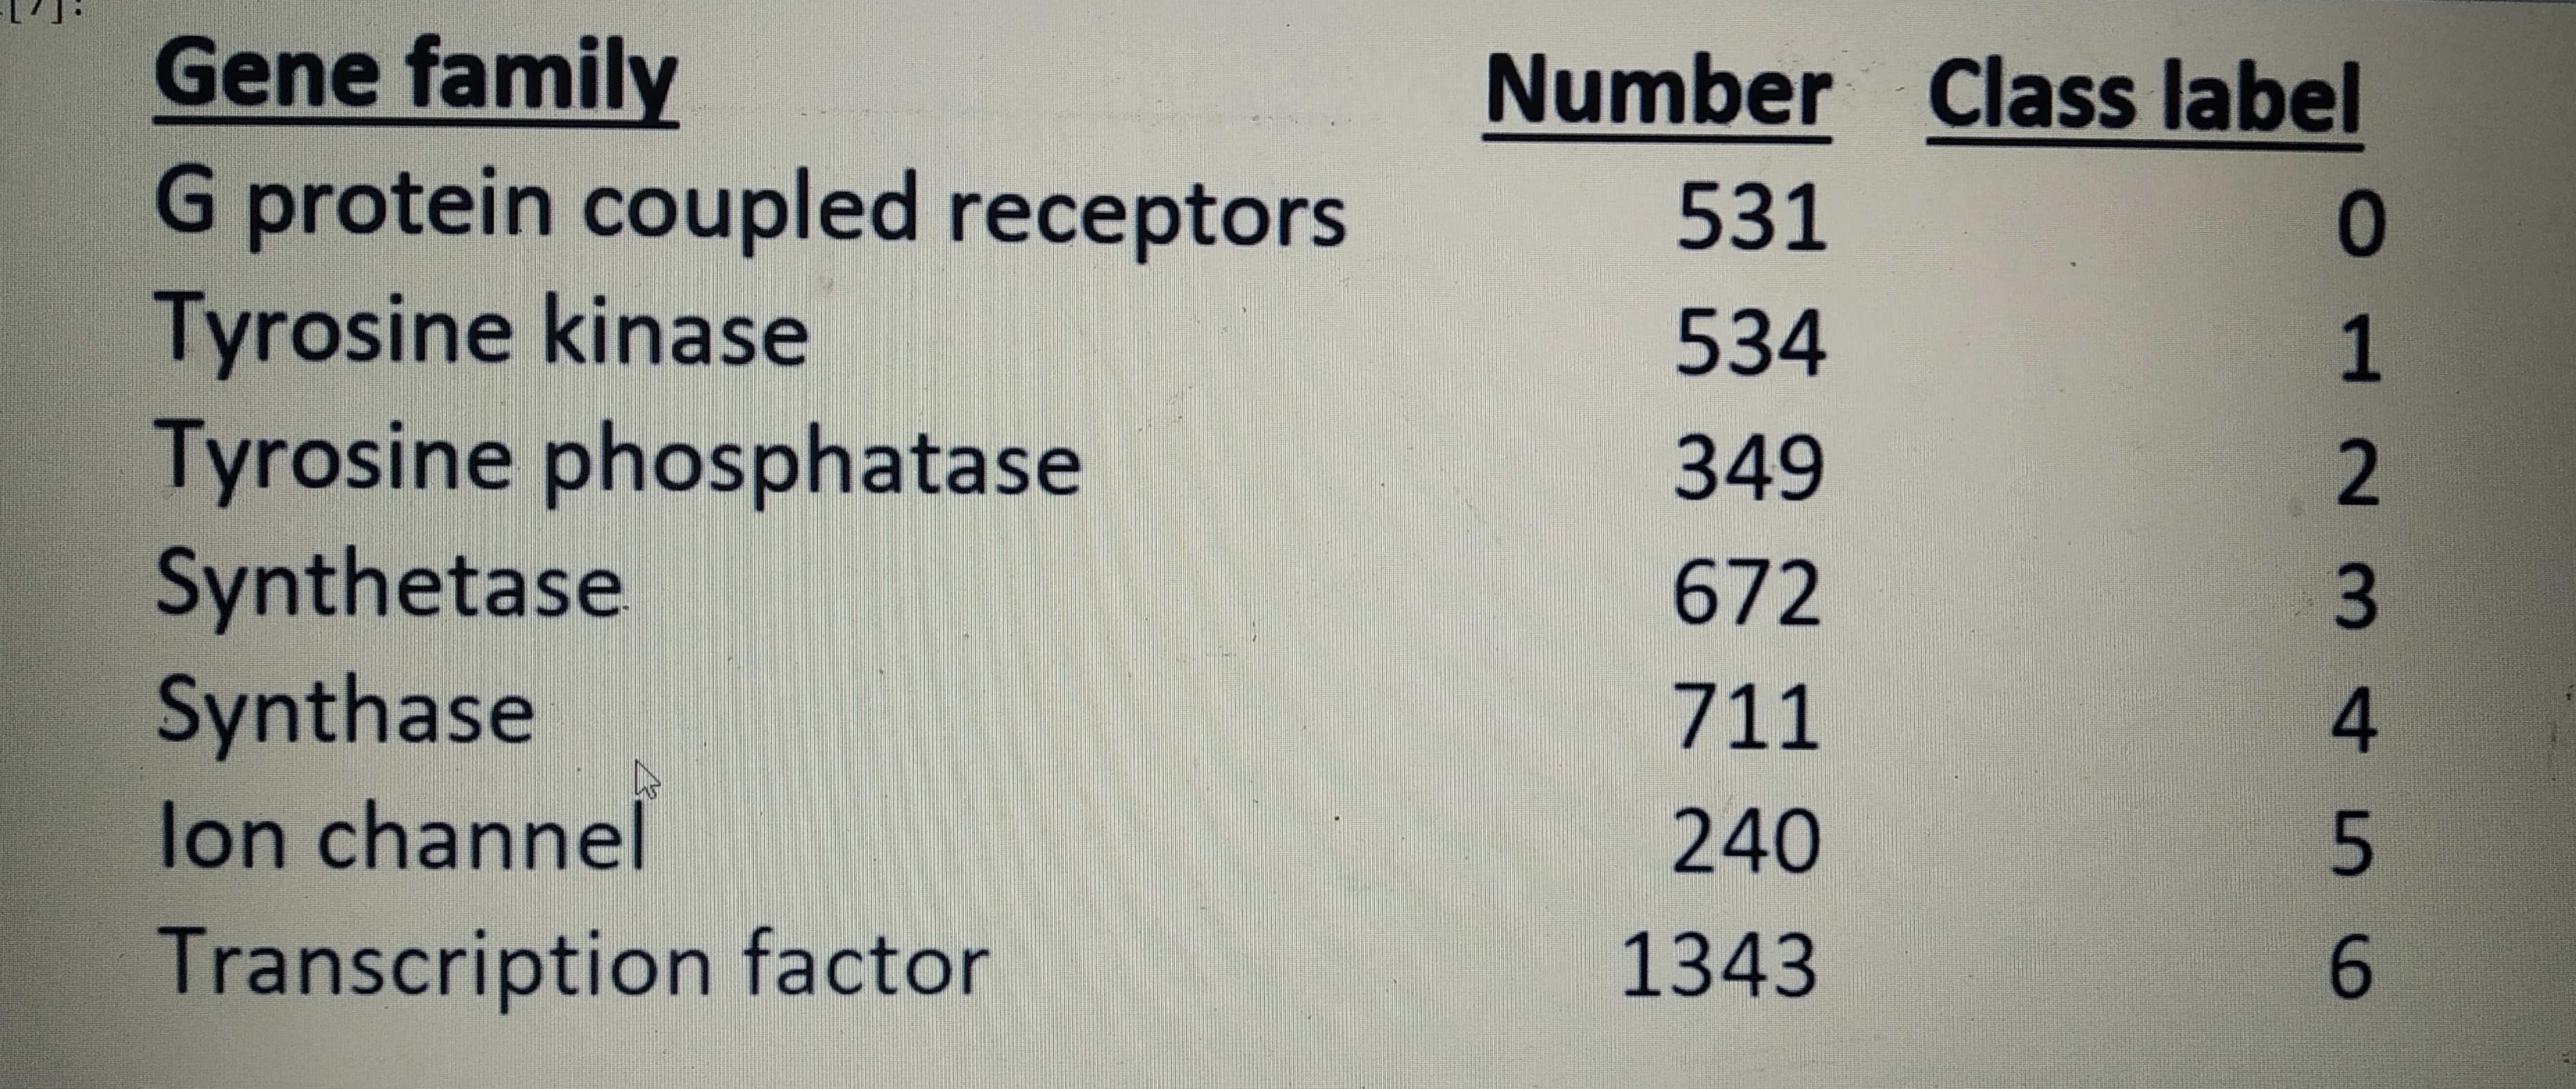 [7]:
Gene family Number Class label
G protein coupled receptors 531 0
Tyrosine kinase 534 1
Tyrosine phosphatase 349 2
Synthetase 672 3
Synthase 711 4
Ion channel 240 5
Transcription factor 1343 6